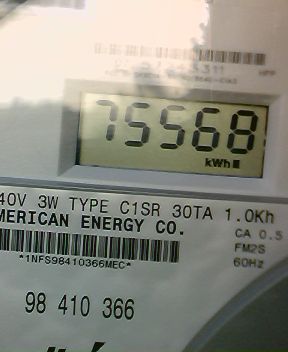 75568
kWh
40V 3W TYPE C1SR 30TA 1.0Kh
MERICAN ENERGY CO.
CA 0.5
*1NFS98410366MEC*
FM2S
60Hz
98 410 366